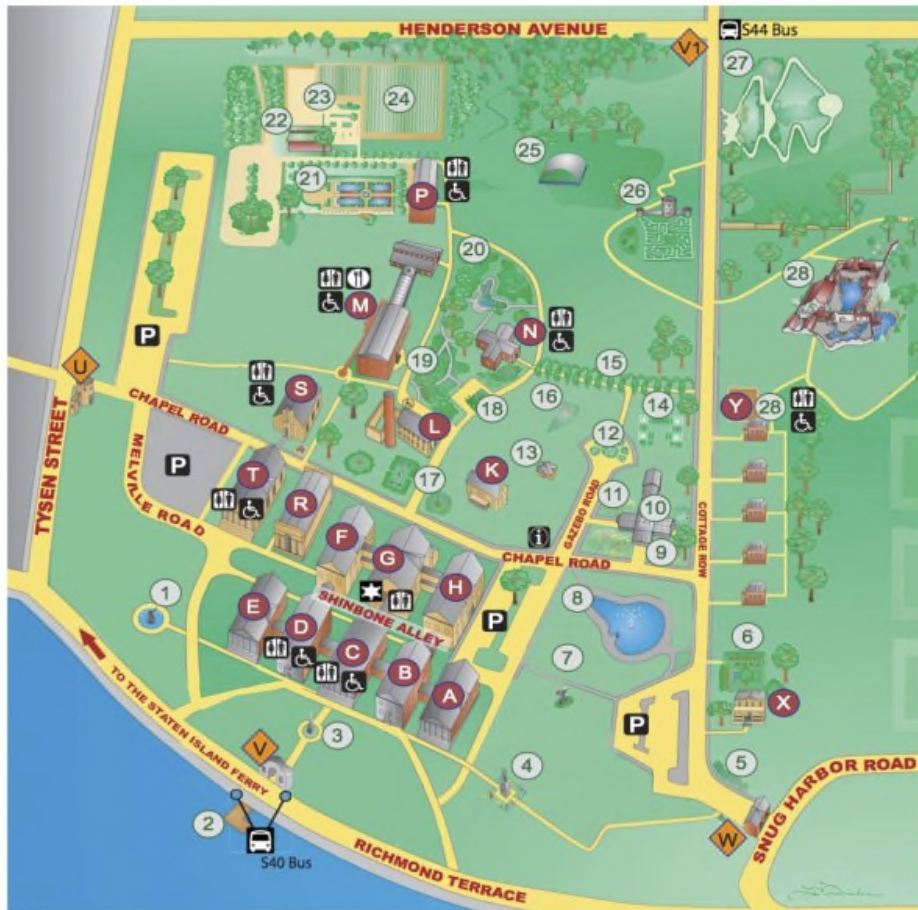 HENDERSON AVENUE
S44 Bus
V1
27
23
24
22
25
21
P
26
20
28
M
N
P
19
15
U
S
18
16
Y
28
14
L
12
CHAPEL ROAD
13
TYSEN STREET
MELVILLE ROAD
P
T
17
K
11
10
R
GAZEBO ROAD
COTTAGE ROW
F
i
9
G
CHAPEL ROAD
H
1
E
SHINBONE ALLEY
8
D
P
6
C
7
B
A
X
P
V
3
TO THE STATEN ISLAND FERRY
4
5
SNUG HARBOR ROAD
2
W
S40 Bus
RICHMOND TERRACE